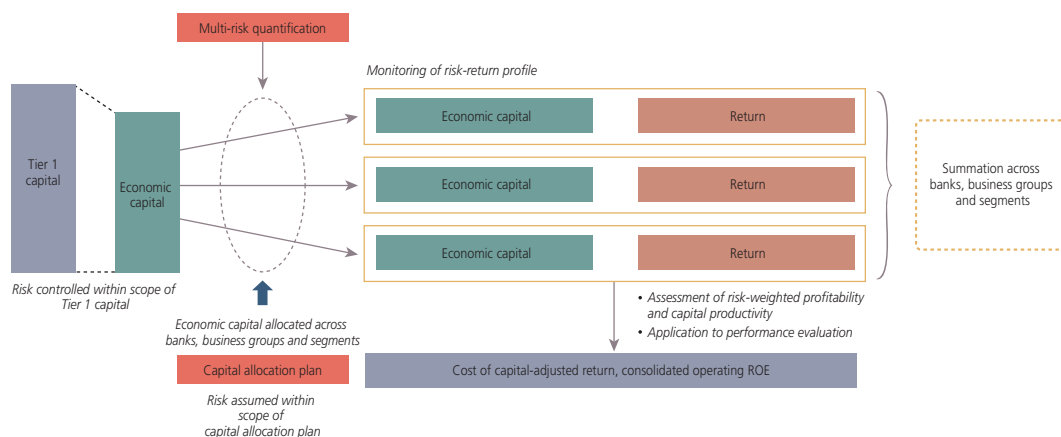 Multi-risk quantification
Monitoring of risk-return profile
Tier 1
capital
Economic
capital
Economic capital
Return
Economic capital
Return
Economic capital
Return
Summation across
banks, business groups
and segments
Risk controlled within scope of
Tier 1 capital
Economic capital allocated across
banks, business groups and segments
Capital allocation plan
Risk assumed within
scope of
capital allocation plan
• Assessment of risk-weighted profitability
and capital productivity
• Application to performance evaluation
Cost of capital-adjusted return, consolidated operating ROE